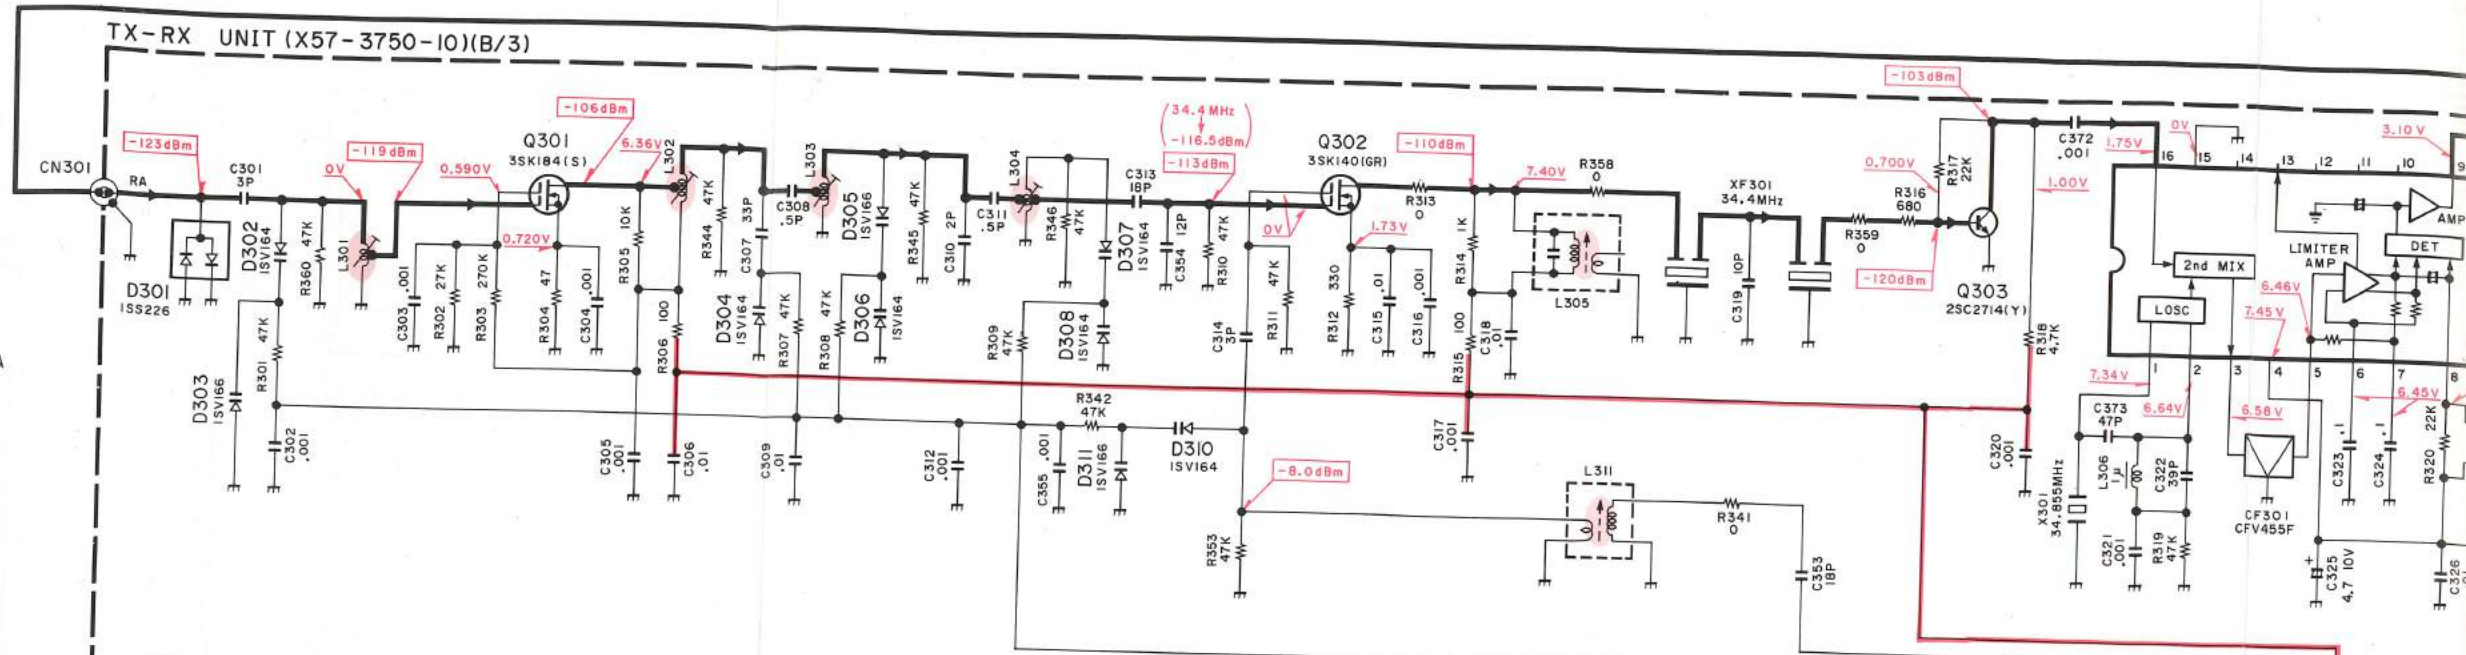 TX-RX UNIT (X57-3750-10)(B/3)
CN301
RA
-123dBm
C301
3P
D301
ISS226
D302
ISV164
R360 47K
D303
ISV166
R301 47K
C302
.001
0V
L301
-119dBm
C303 .001
R302 27K
R303 270K
0.590V
Q301
3SK184(S)
-106dBm
0.720V
R304 47
C304 .001
6.36V
R305 10K
L302
R306 100
C305
.001
C306
.01
R344 47K
C307 33P
D304
ISV164
R307 47K
C309
.01
C308
.5P
L303
D305
ISV166
R308 47K
D306
ISV164
R345 47K
C310 2P
C311
.5P
C312
.001
L304
R346
47K
R309
47K
D307
ISV164
D308
ISV164
C355 .001
R342
47K
D311
ISV166
D310
ISV164
C313
18P
C354 12P
R310 47K
(34.4MHz
-116.5dBm)
-113dBm
C314
3P
R311 47K
0V
Q302
3SK140(GR)
1.73V
R312 330
C315 .01
C316 .001
-8.0dBm
R353
47K
R313
0
-110dBm
R314 1K
R315 100
C317
.001
C318
.01
7.40V
R358
0
L305
L311
R341
0
C353
18P
XF301
34.4MHz
C319 10P
R359
0
R316
680
0.700V
-120dBm
R317
22K
-103dBm
Q303
2SC2714(Y)
1.00V
R318
4.7K
C320
.001
C372
.001
1.75V
0V
3.10V
16 15 14 13 12 11 10 9
AMP
DET
LIMITER
AMP
2nd MIX
LOSC
6.46V
7.45V
1 2 3 4 5 6 7 8
7.34V
6.64V
6.58V
6.45V
C373
47P
X301
34.855MHz
L306
1μ
C322
39P
C321
.001
R319
47K
CF301
CFV455F
C323 .1
C324 .1
R320 22K
C325
4.7 10V
+
C326